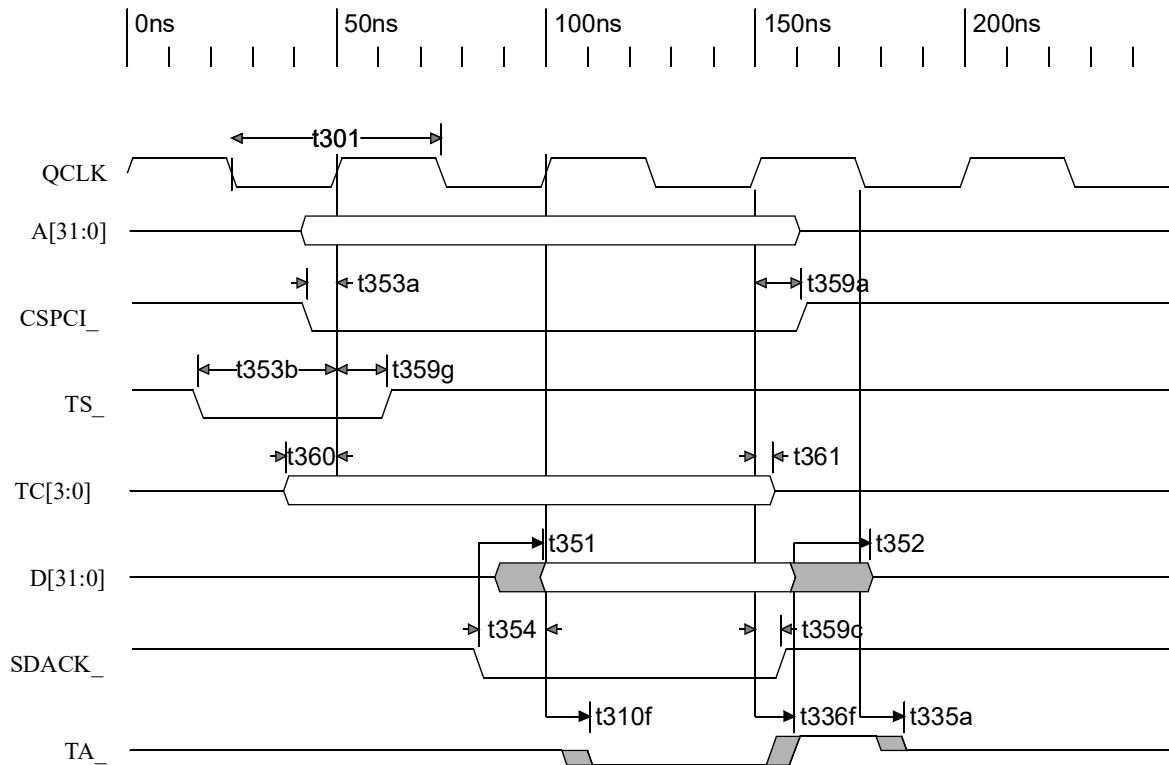 0ns 50ns 100ns 150ns 200ns
t301
QCLK
A[31:0]
t353a t359a
CSPCI_
t353b t359g
TS_
t360 t361
TC[3:0]
t351 t352
D[31:0]
t354 t359c
SDACK_
t310f t336f t335a
TA_